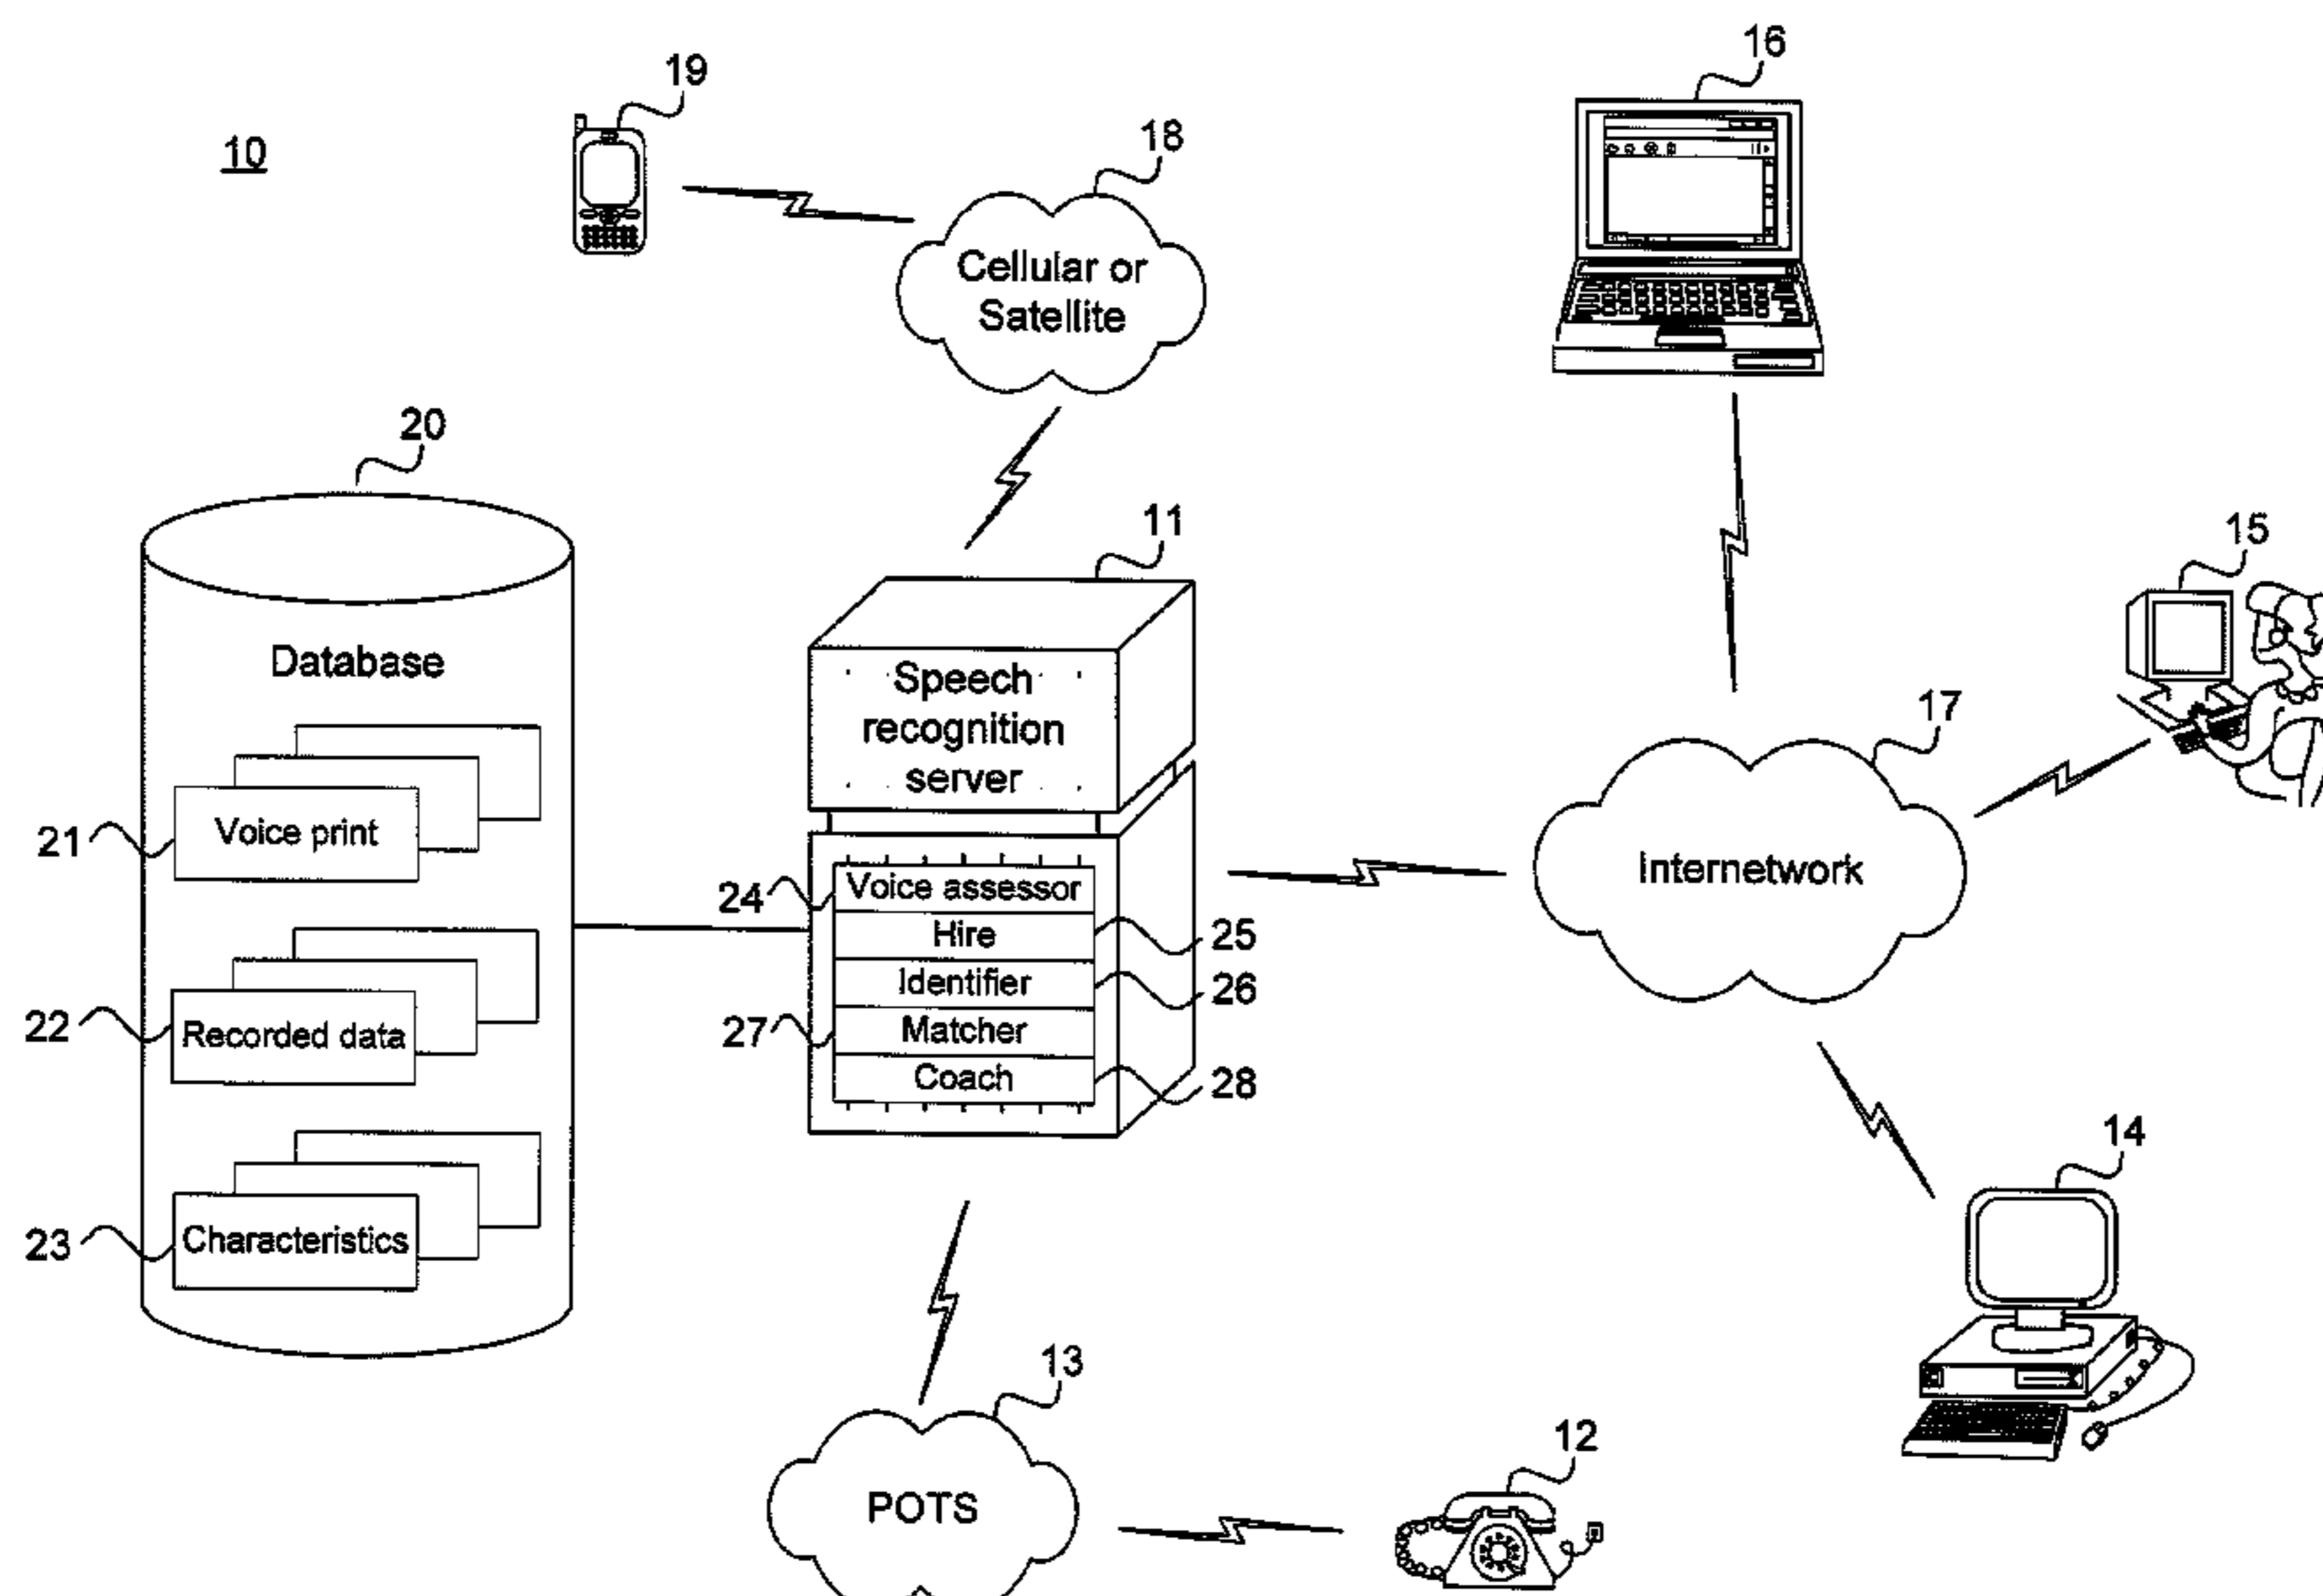 10
19
18
Cellular or
Satellite
16
20
Database
21
Voice print
22
Recorded data
23
Characteristics
11
Speech
recognition
server
24
Voice assessor
Hire
25
Identifier
26
27
Matcher
Coach
28
15
17
Internetwork
14
13
POTS
12